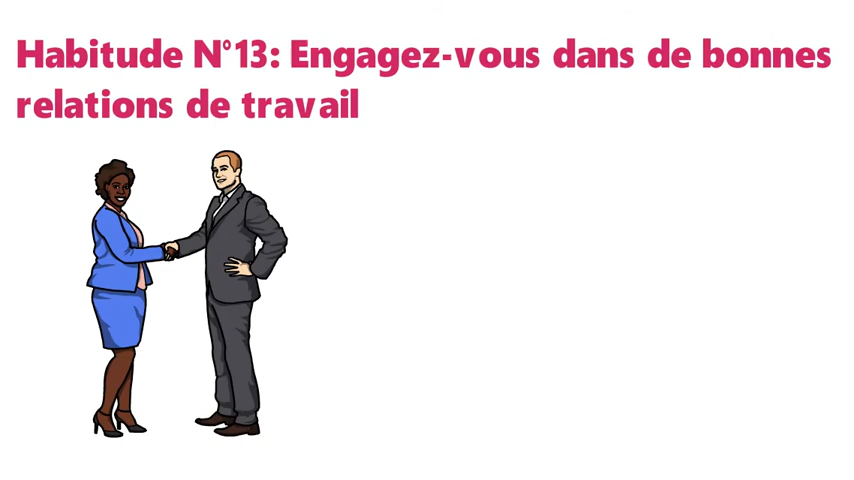 Habitude N°13: Engagez-vous dans de bonnes
relations de travail